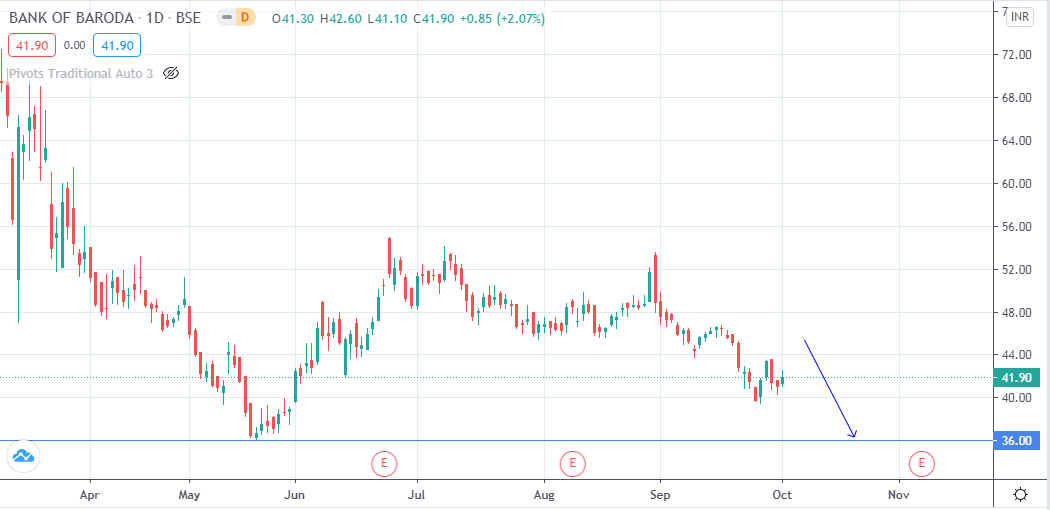 BANK OF BARODA · 1D · BSE D O41.30 H42.60 L41.10 C41.90 +0.85 (+2.07%)
INR
41.90 0.00 41.90
Pivots Traditional Auto 3
72.00
68.00
64.00
60.00
56.00
52.00
48.00
44.00
41.90
40.00
36.00
E E E
Apr May Jun Jul Aug Sep Oct Nov